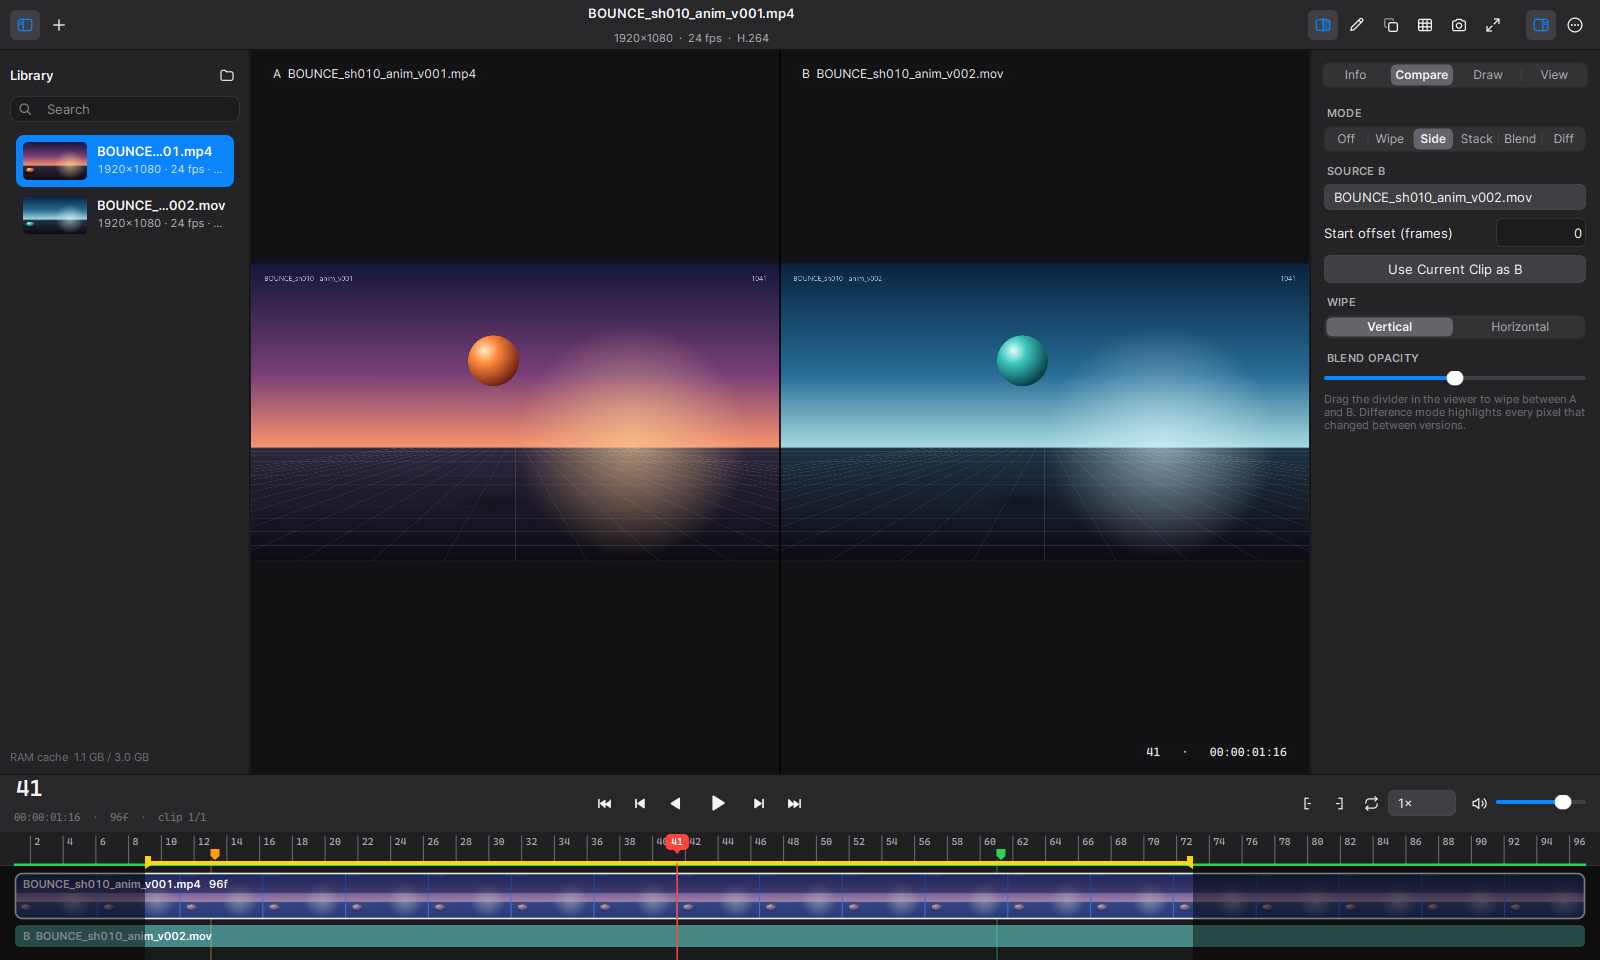 BOUNCE_sh010_anim_v001.mp4
1920×1080 · 24 fps · H.264
Library
Search
BOUNCE...01.mp4
1920×1080 · 24 fps · ...
BOUNCE_...002.mov
1920×1080 · 24 fps · ...
RAM cache 1.1 GB / 3.0 GB
A BOUNCE_sh010_anim_v001.mp4
B BOUNCE_sh010_anim_v002.mov
BOUNCE_sh010 anim_v001
1041
BOUNCE_sh010 anim_v002
1041
41 · 00:00:01:16
Info Compare Draw View
MODE
Off Wipe Side Stack Blend Diff
SOURCE B
BOUNCE_sh010_anim_v002.mov
Start offset (frames) 0
Use Current Clip as B
WIPE
Vertical Horizontal
BLEND OPACITY
Drag the divider in the viewer to wipe between A
and B. Difference mode highlights every pixel that
changed between versions.
41
00:00:01:16 · 96f · clip 1/1
1×
2 4 6 8 10 12 14 16 18 20 22 24 26 28 30 32 34 36 38 40 41 42 44 46 48 50 52 54 56 58 60 62 64 66 68 70 72 74 76 78 80 82 84 86 88 90 92 94 96
BOUNCE_sh010_anim_v001.mp4 96f
B BOUNCE_sh010_anim_v002.mov